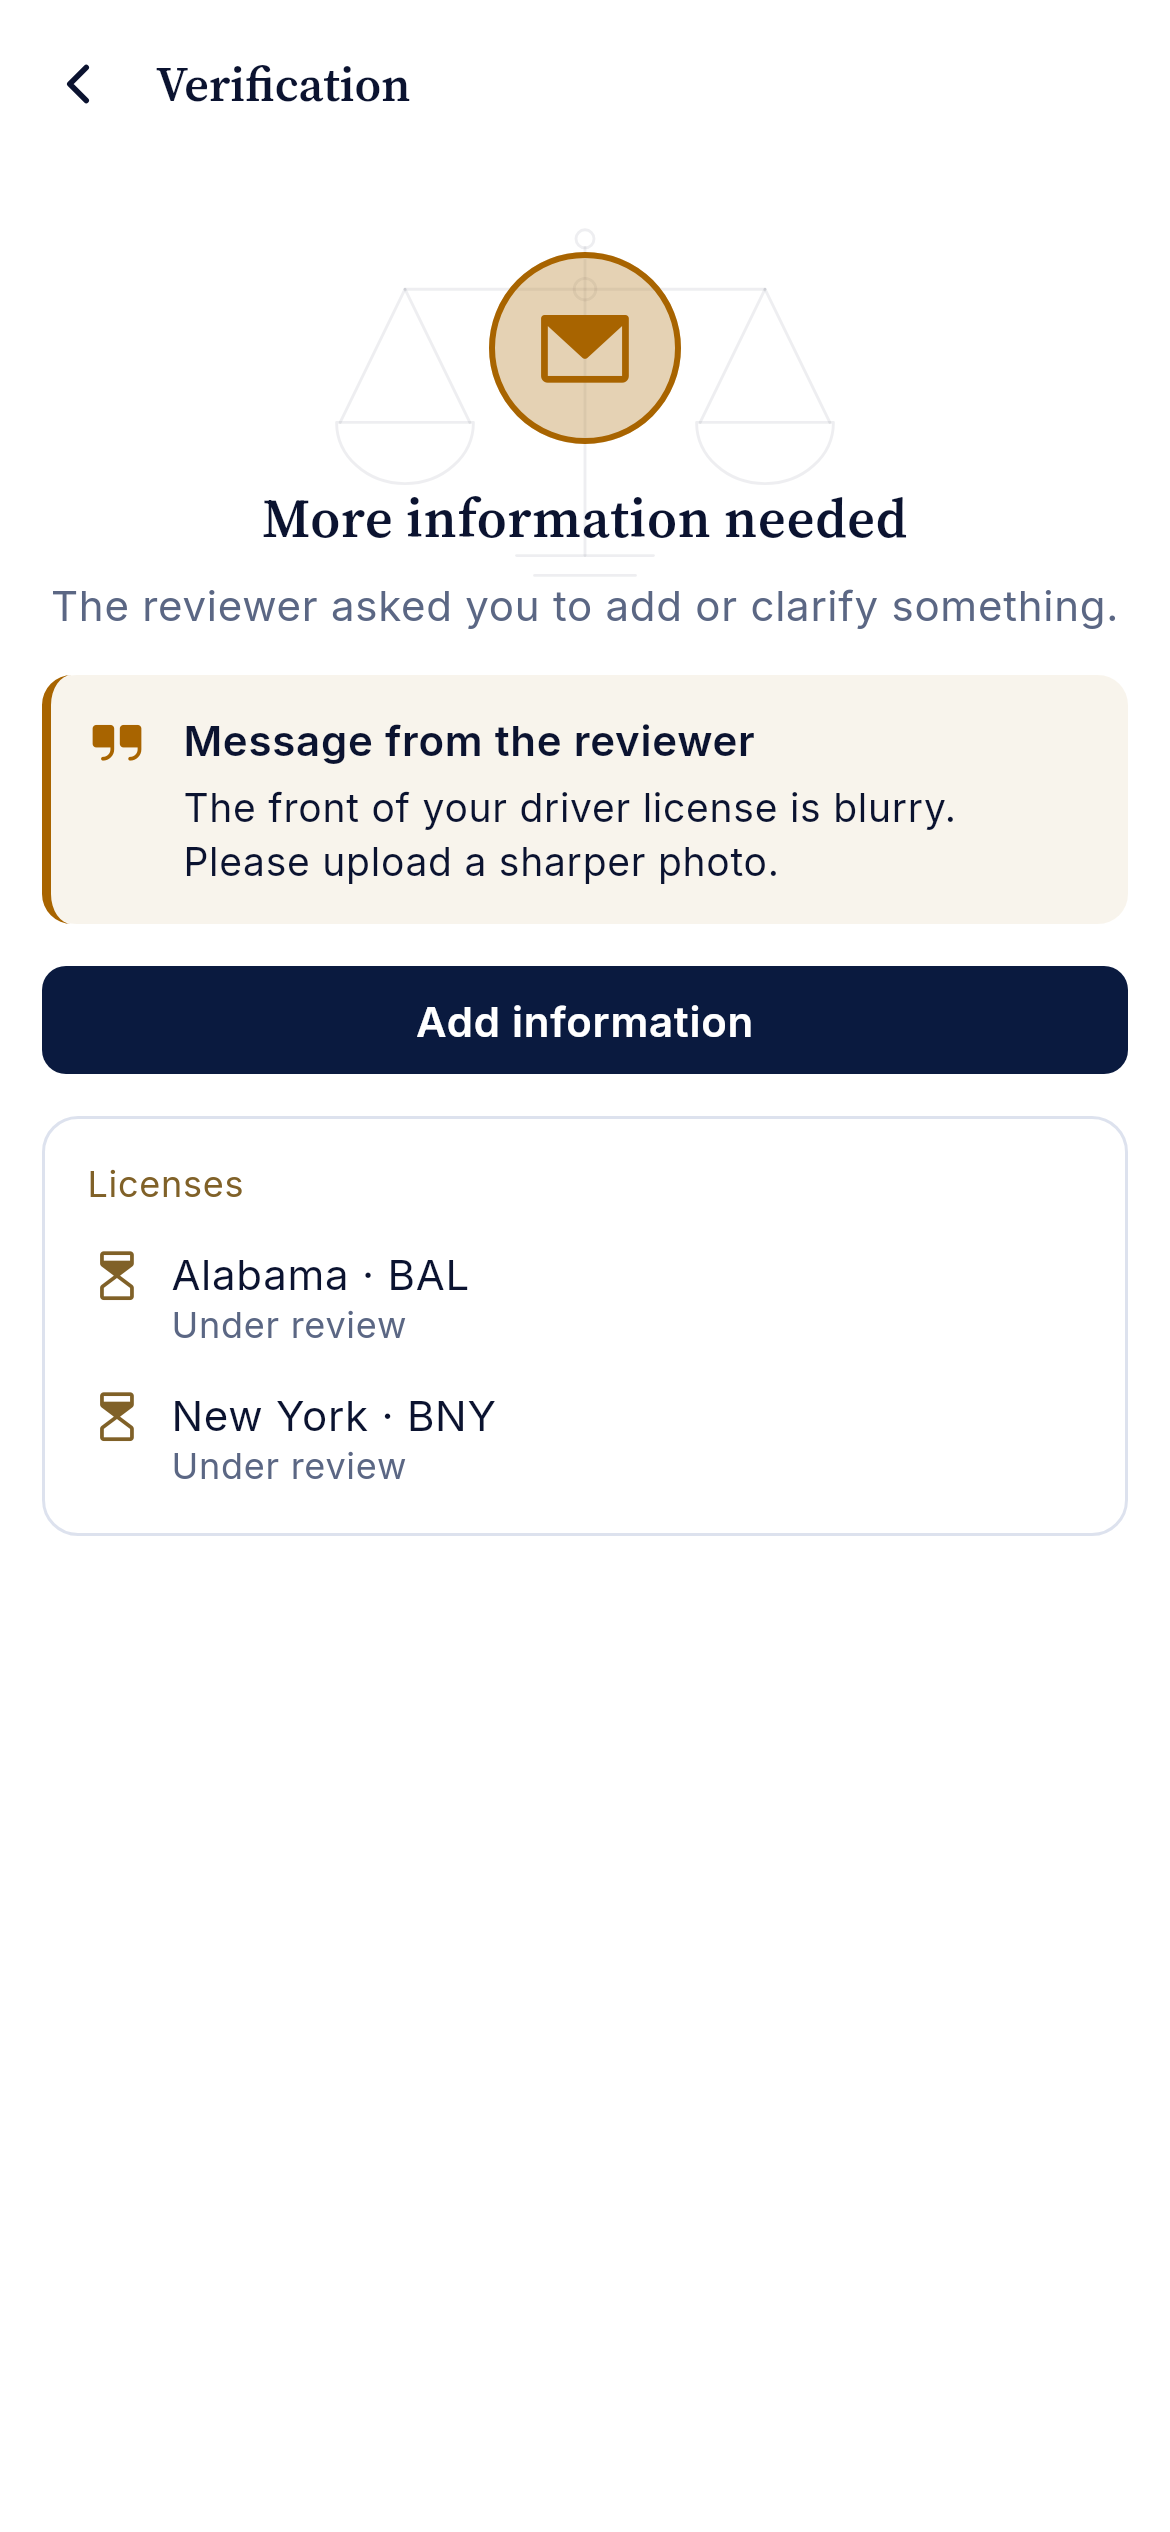 Verification
More information needed
The reviewer asked you to add or clarify something.
Message from the reviewer
The front of your driver license is blurry.
Please upload a sharper photo.
Add information
Licenses
Alabama · BAL
Under review
New York · BNY
Under review